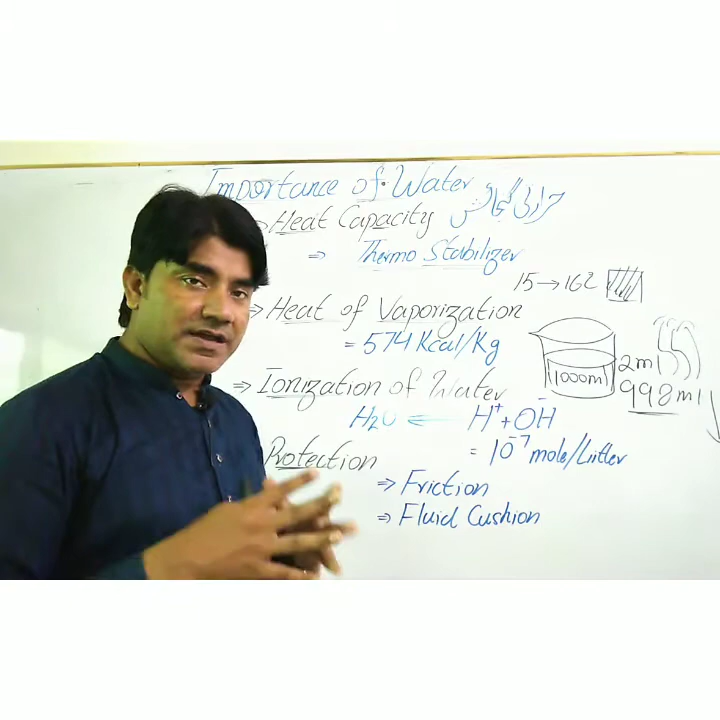 Importance of Water
Heat Capacity حرارتی گنجائش
⇒ Thermo Stabilizer
15 → 162
⇒ Heat of Vaporization
= 574 Kcal/Kg
1000ml
2ml
998ml
⇒ Ionization of Water
H₂O ⇐ H⁺ + OH⁻
= 10⁻⁷ mole/Liitler
Protection
⇒ Friction
⇒ Fluid Cushion